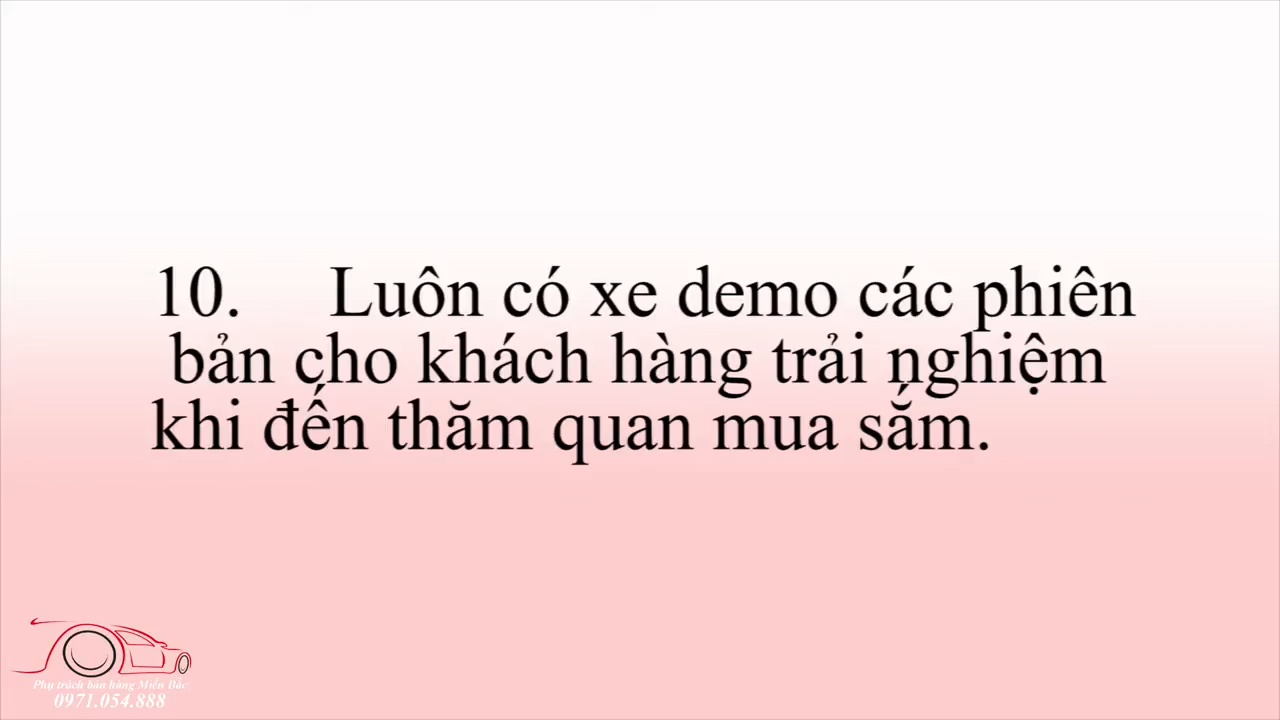 10. Luôn có xe demo các phiên
bản cho khách hàng trải nghiệm
khi đến thăm quan mua sắm.
Phụ trách bán hàng Miền Bắc
0971.054.888